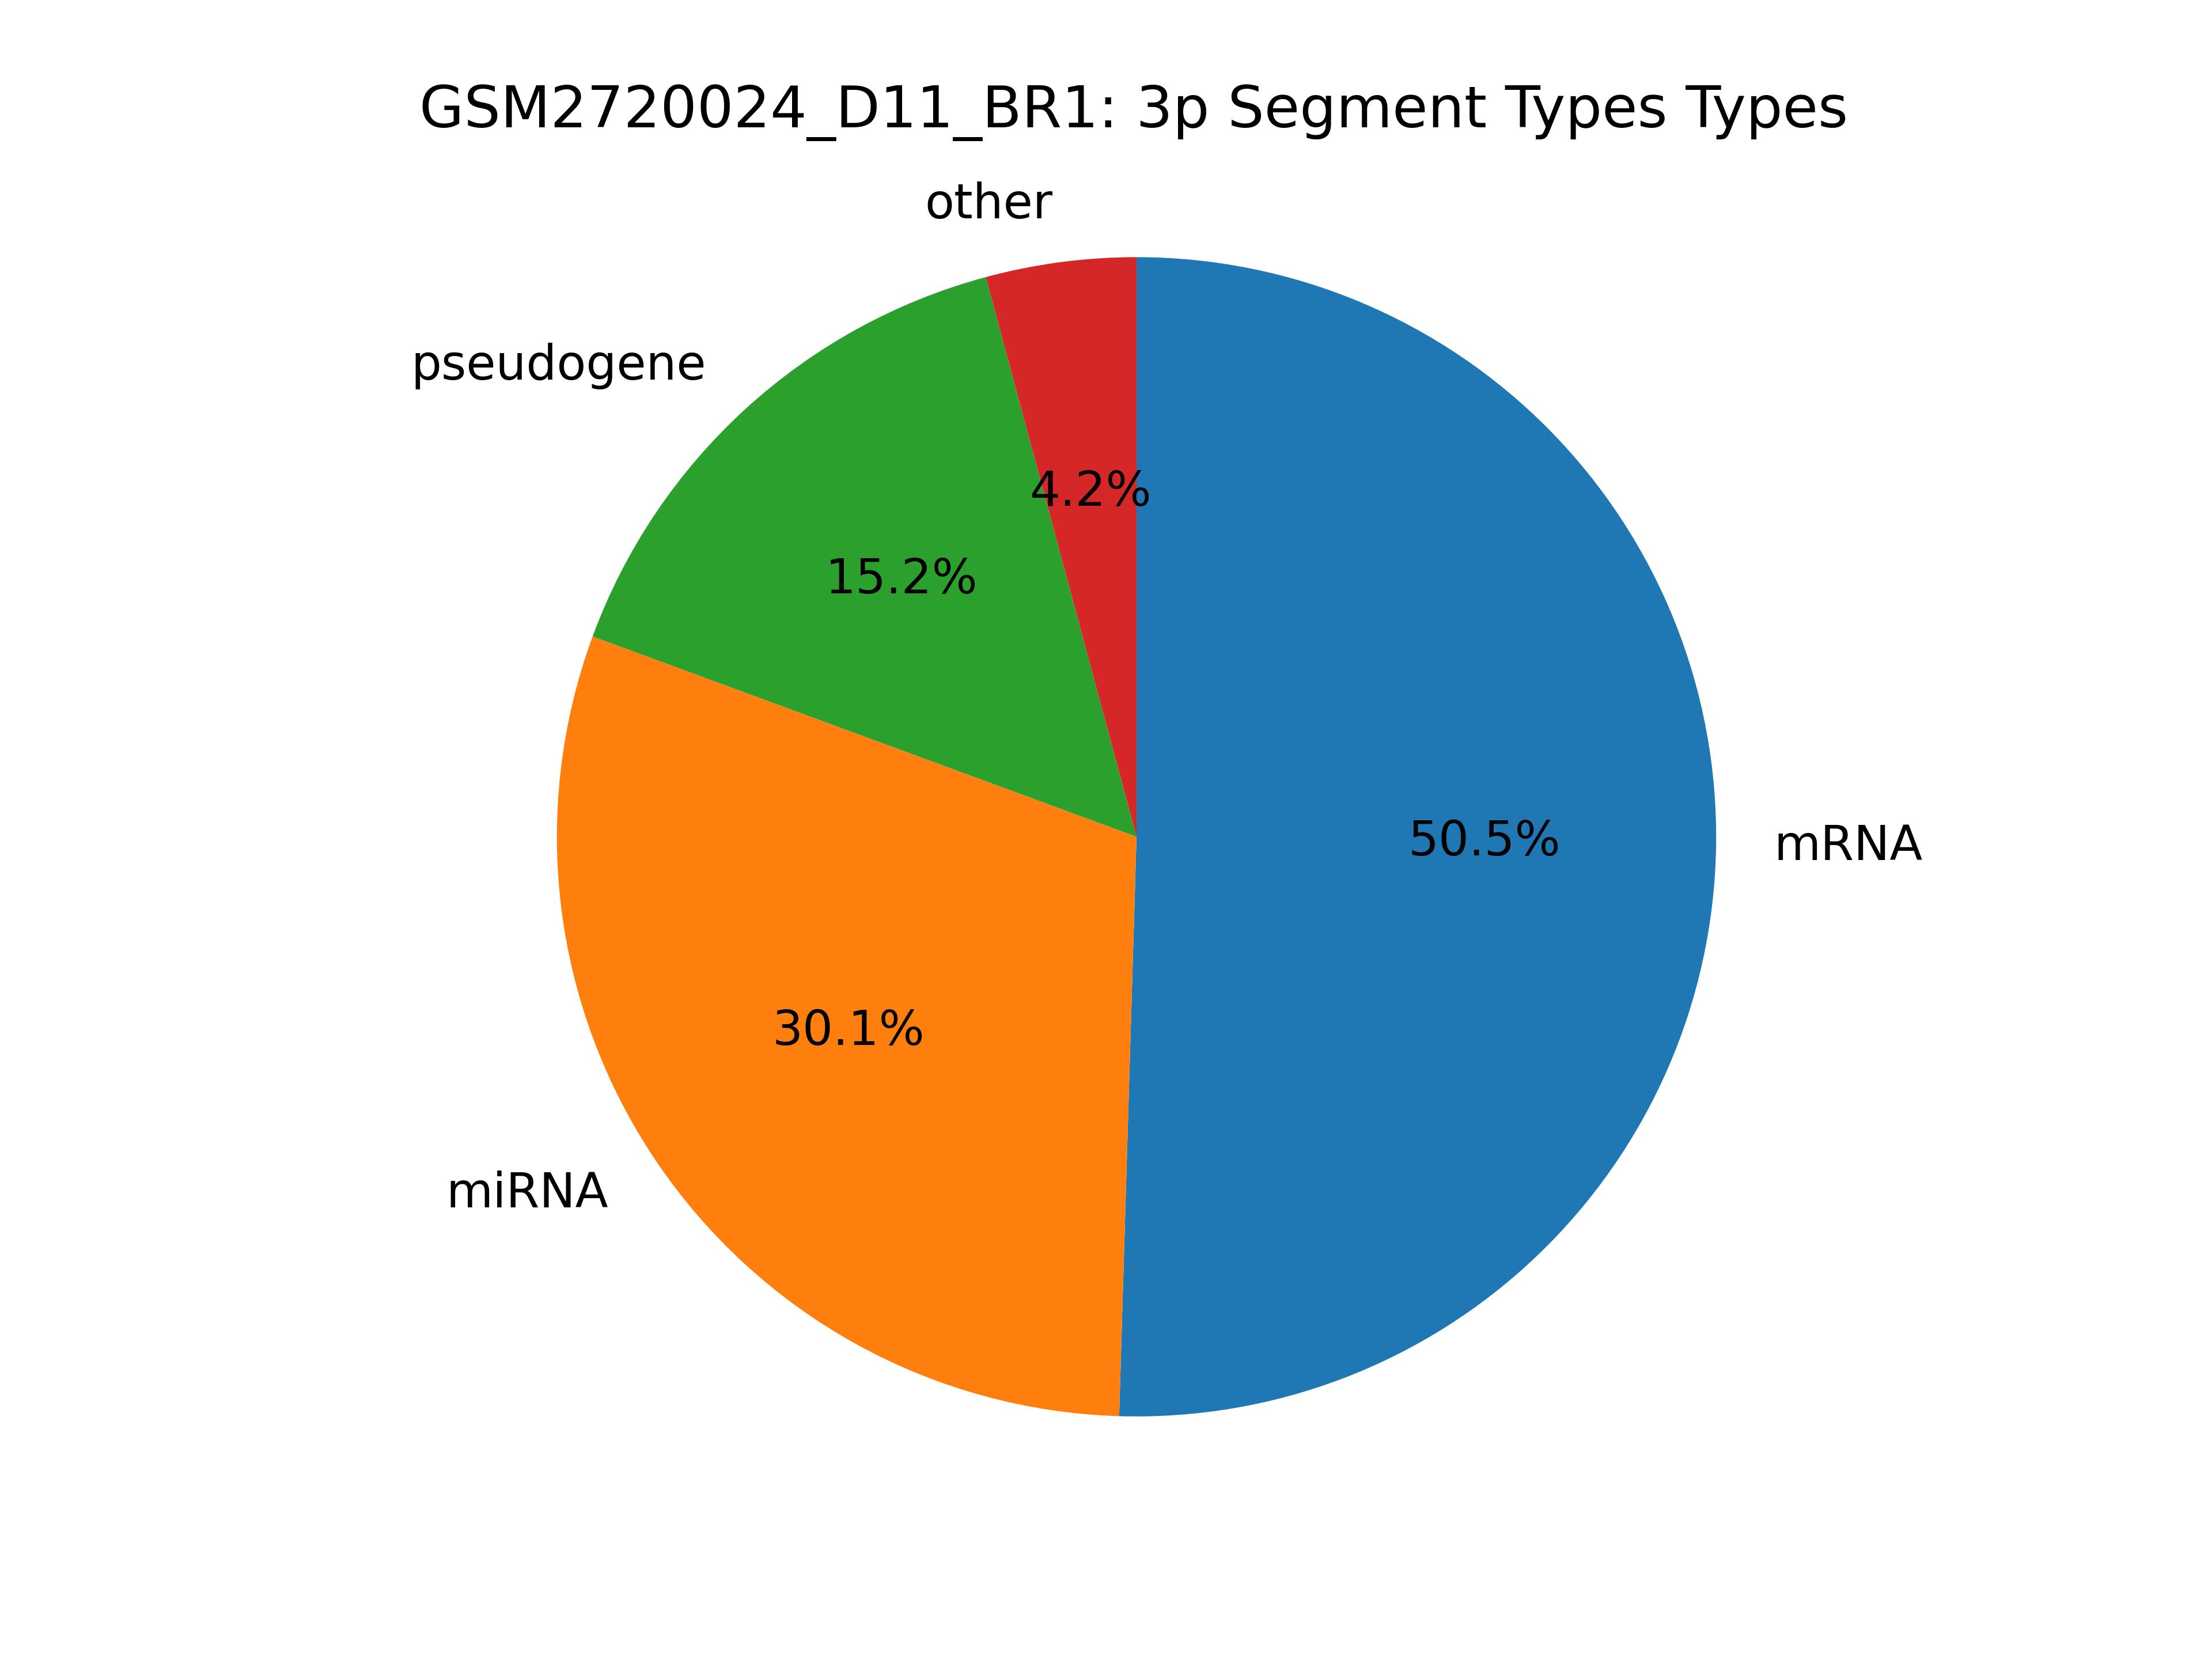 GSM2720024_D11_BR1: 3p Segment Types Types
other
pseudogene
4.2%
15.2%
50.5%
mRNA
30.1%
miRNA